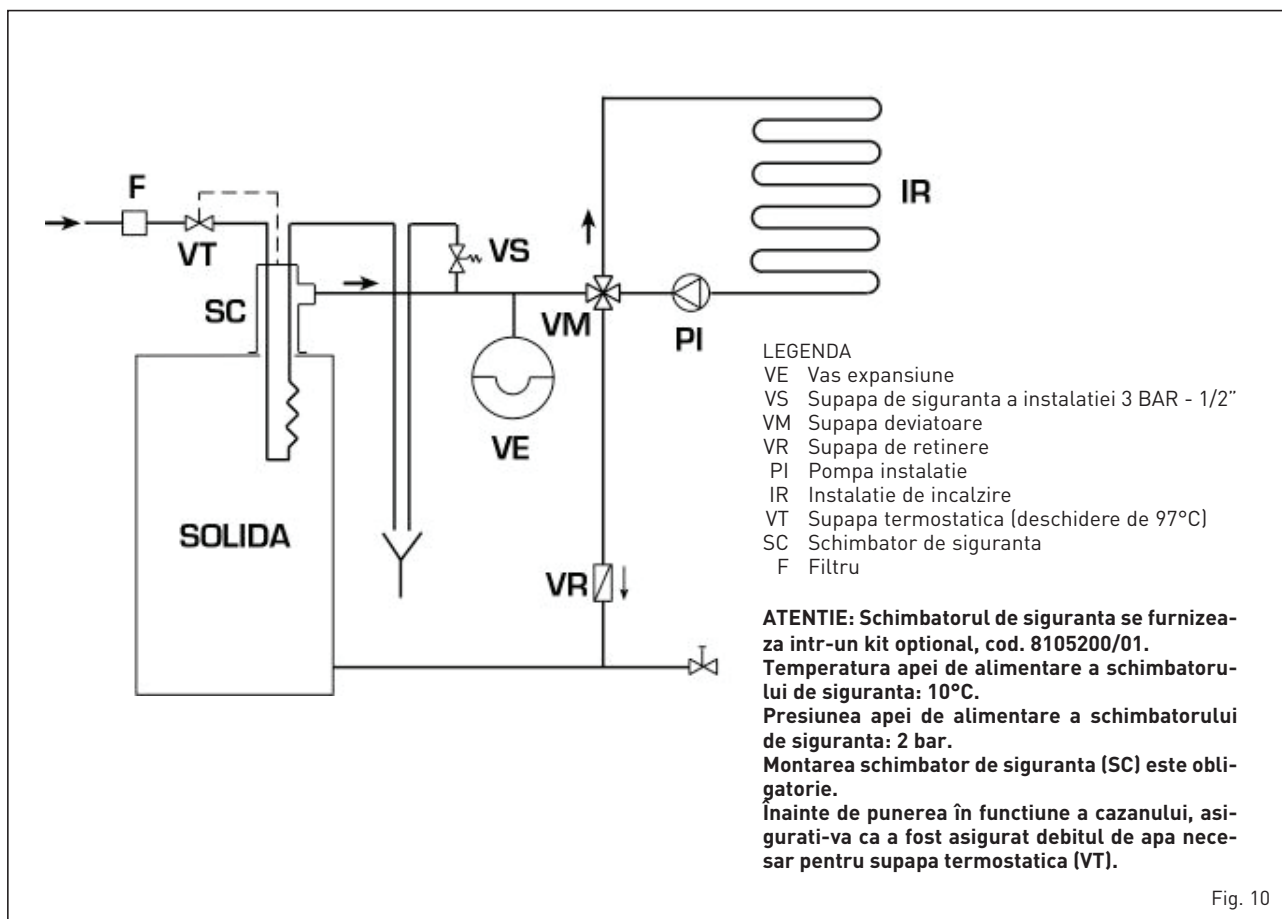 F
VT
SC
VS
VM
PI
IR
VE
SOLIDA
VR
LEGENDA
VE Vas expansiune
VS Supapa de siguranta a instalatiei 3 BAR - 1/2”
VM Supapa deviatoare
VR Supapa de retinere
PI Pompa instalatie
IR Instalatie de incalzire
VT Supapa termostatica (deschidere de 97°C)
SC Schimbator de siguranta
F Filtru
ATENTIE: Schimbatorul de siguranta se furnizea-
za intr-un kit optional, cod. 8105200/01.
Temperatura apei de alimentare a schimbatoru-
lui de siguranta: 10°C.
Presiunea apei de alimentare a schimbatorului
de siguranta: 2 bar.
Montarea schimbator de siguranta (SC) este obli-
gatorie.
Înainte de punerea în functiune a cazanului, asi-
gurati-va ca a fost asigurat debitul de apa nece-
sar pentru supapa termostatica (VT).
Fig. 10